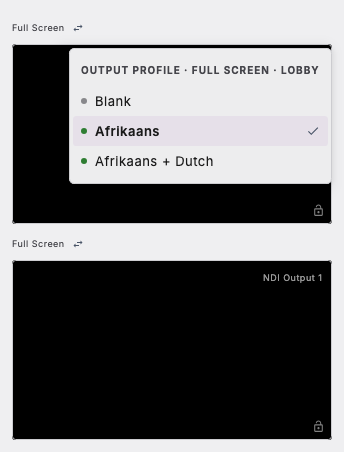 Full Screen
OUTPUT PROFILE · FULL SCREEN · LOBBY
Blank
Afrikaans
Afrikaans + Dutch
Full Screen
NDI Output 1